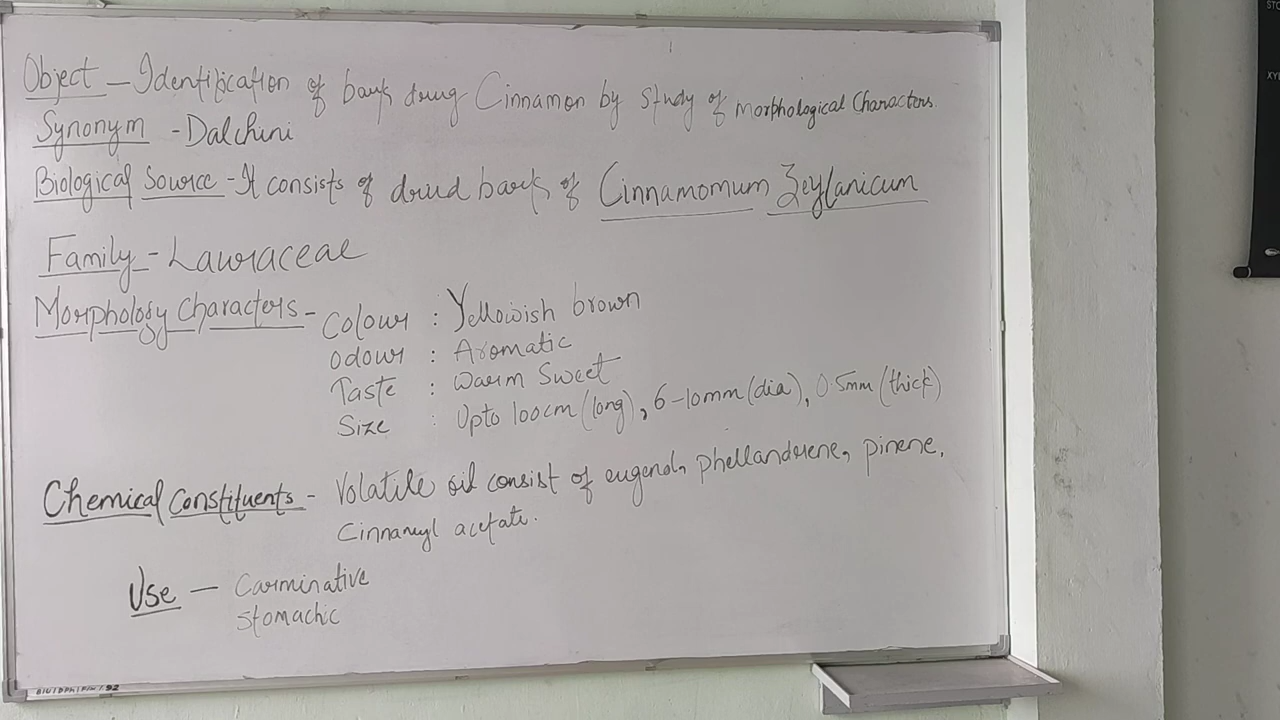 Object - Identification of bark drug Cinnamon by study of morphological Characters.
Synonym - Dalchini
Biological Source - It consists of dried bark of Cinnamomum Zeylanicum
Family - Lauraceae
Morphology Characters - Colour : Yellowish brown
Odour : Aromatic
Taste : Warm Sweet
Size : Upto 100cm (long), 6-10mm (dia), 0.5mm (thick)
Chemical Constituents - Volatile oil consist of eugenol, phellandrene, pinene,
Cinnamyl acetate.
Use - Carminative
Stomachic